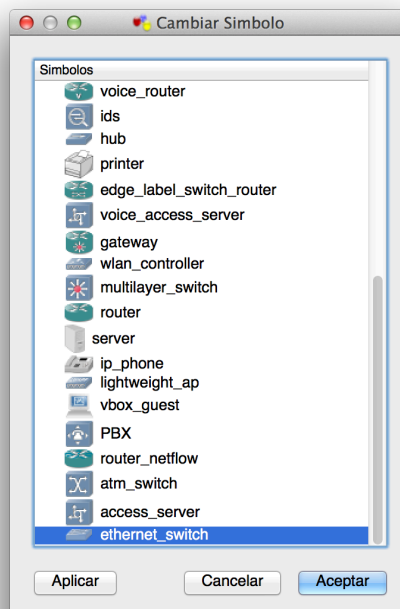 Cambiar Simbolo
Simbolos
voice_router
ids
hub
printer
edge_label_switch_router
voice_access_server
gateway
wlan_controller
multilayer_switch
router
server
ip_phone
lightweight_ap
vbox_guest
PBX
router_netflow
atm_switch
access_server
ethernet_switch
Aplicar Cancelar Aceptar